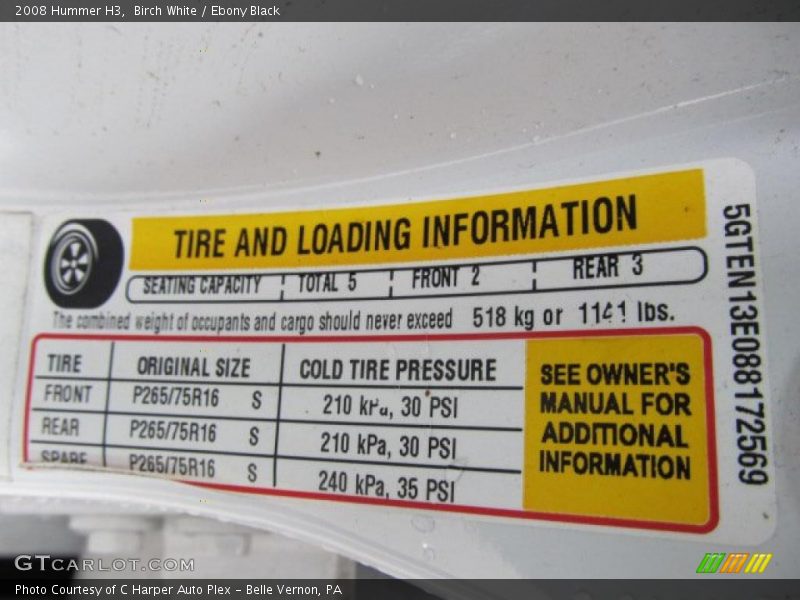 2008 Hummer H3, Birch White / Ebony Black
TIRE AND LOADING INFORMATION
SEATING CAPACITY TOTAL 5 FRONT 2 REAR 3
The combined weight of occupants and cargo should never exceed 518 kg or 1141 lbs.
TIRE ORIGINAL SIZE COLD TIRE PRESSURE
FRONT P265/75R16 S 210 kPa, 30 PSI
REAR P265/75R16 S 210 kPa, 30 PSI
SPARE P265/75R16 S 240 kPa, 35 PSI
SEE OWNER'S
MANUAL FOR
ADDITIONAL
INFORMATION
5GTEN13E088172569
GTCARLOT.COM
Photo Courtesy of C Harper Auto Plex - Belle Vernon, PA